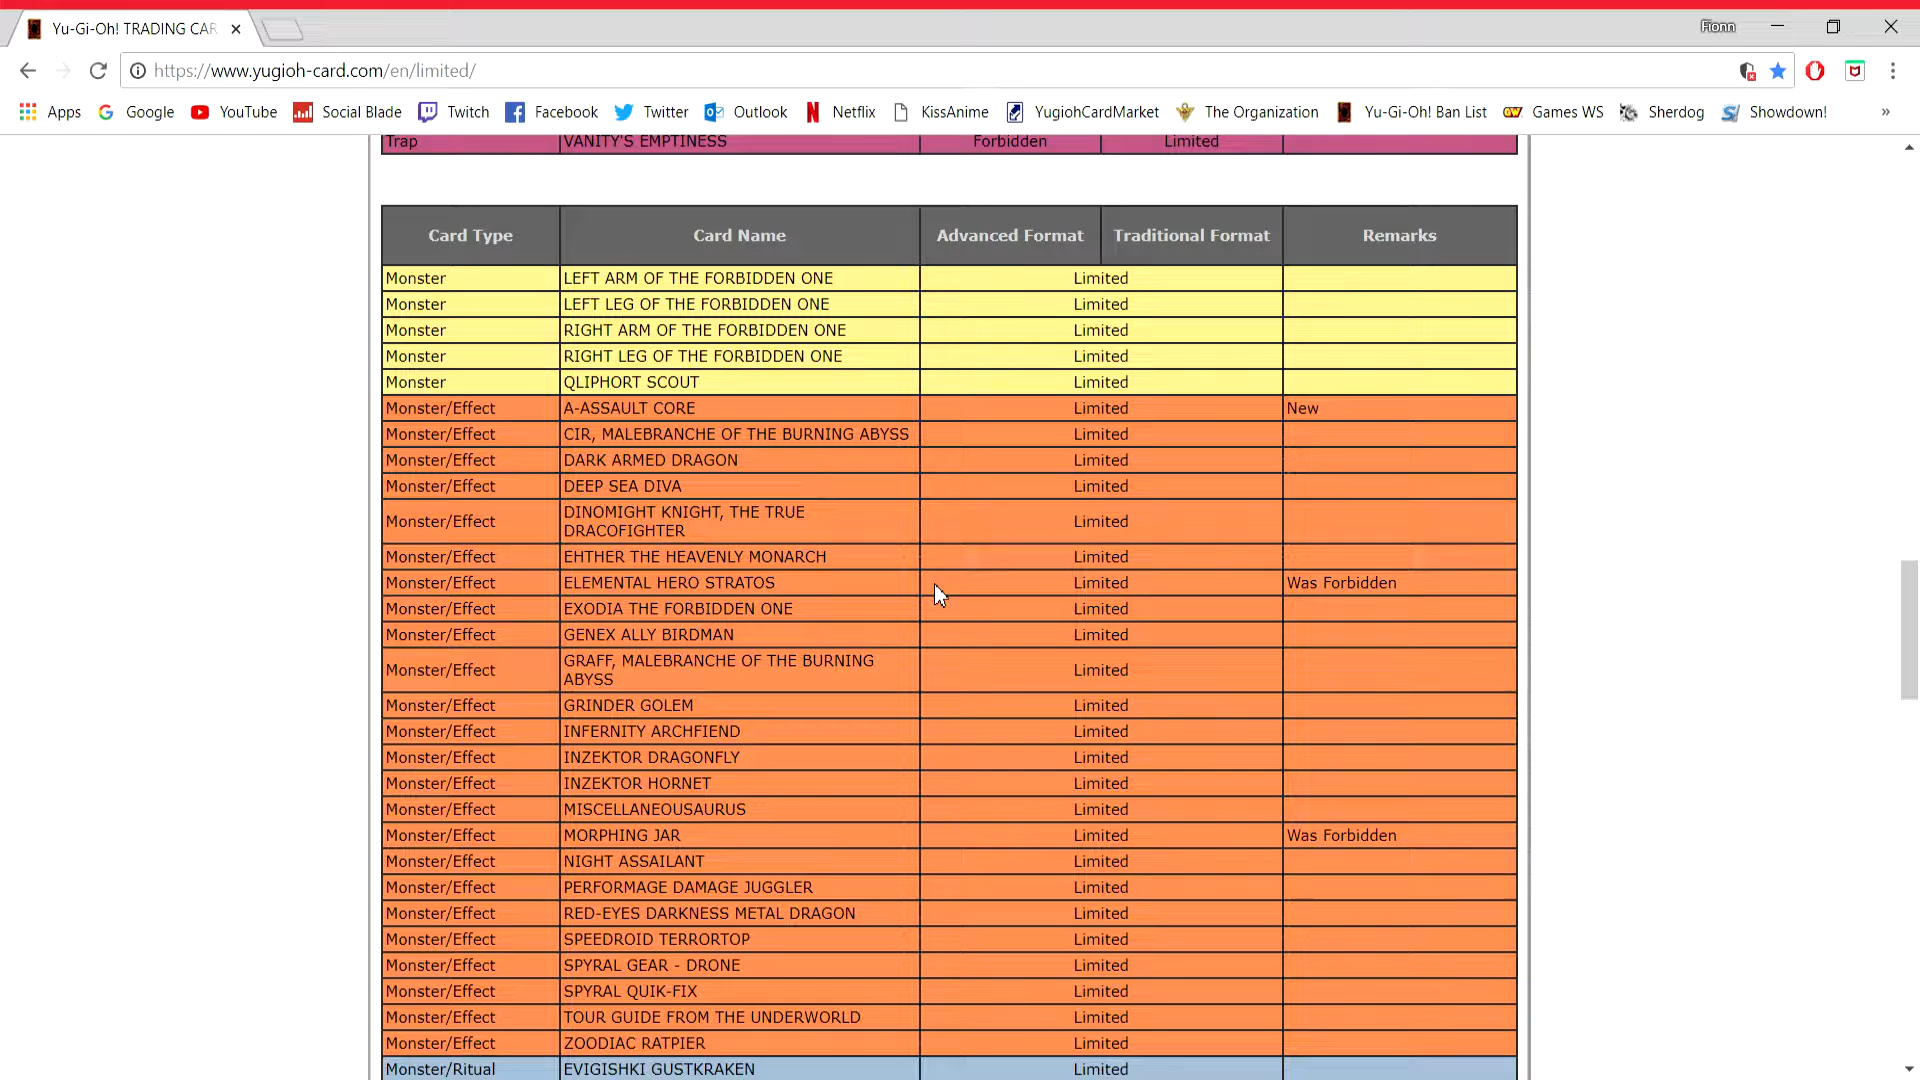 Yu-Gi-Oh! TRADING CAR
Fionn
https://www.yugioh-card.com/en/limited/
Apps Google YouTube Social Blade Twitch Facebook Twitter Outlook Netflix KissAnime YugiohCardMarket The Organization Yu-Gi-Oh! Ban List Games WS Sherdog Showdown! »
Trap VANITY'S EMPTINESS Forbidden Limited
Card Type Card Name Advanced Format Traditional Format Remarks
Monster LEFT ARM OF THE FORBIDDEN ONE Limited
Monster LEFT LEG OF THE FORBIDDEN ONE Limited
Monster RIGHT ARM OF THE FORBIDDEN ONE Limited
Monster RIGHT LEG OF THE FORBIDDEN ONE Limited
Monster QLIPHORT SCOUT Limited
Monster/Effect A-ASSAULT CORE Limited New
Monster/Effect CIR, MALEBRANCHE OF THE BURNING ABYSS Limited
Monster/Effect DARK ARMED DRAGON Limited
Monster/Effect DEEP SEA DIVA Limited
Monster/Effect DINOMIGHT KNIGHT, THE TRUE
DRACOFIGHTER Limited
Monster/Effect EHTHER THE HEAVENLY MONARCH Limited
Monster/Effect ELEMENTAL HERO STRATOS Limited Was Forbidden
Monster/Effect EXODIA THE FORBIDDEN ONE Limited
Monster/Effect GENEX ALLY BIRDMAN Limited
Monster/Effect GRAFF, MALEBRANCHE OF THE BURNING
ABYSS Limited
Monster/Effect GRINDER GOLEM Limited
Monster/Effect INFERNITY ARCHFIEND Limited
Monster/Effect INZEKTOR DRAGONFLY Limited
Monster/Effect INZEKTOR HORNET Limited
Monster/Effect MISCELLANEOUSAURUS Limited
Monster/Effect MORPHING JAR Limited Was Forbidden
Monster/Effect NIGHT ASSAILANT Limited
Monster/Effect PERFORMAGE DAMAGE JUGGLER Limited
Monster/Effect RED-EYES DARKNESS METAL DRAGON Limited
Monster/Effect SPEEDROID TERRORTOP Limited
Monster/Effect SPYRAL GEAR - DRONE Limited
Monster/Effect SPYRAL QUIK-FIX Limited
Monster/Effect TOUR GUIDE FROM THE UNDERWORLD Limited
Monster/Effect ZOODIAC RATPIER Limited
Monster/Ritual EVIGISHKI GUSTKRAKEN Limited